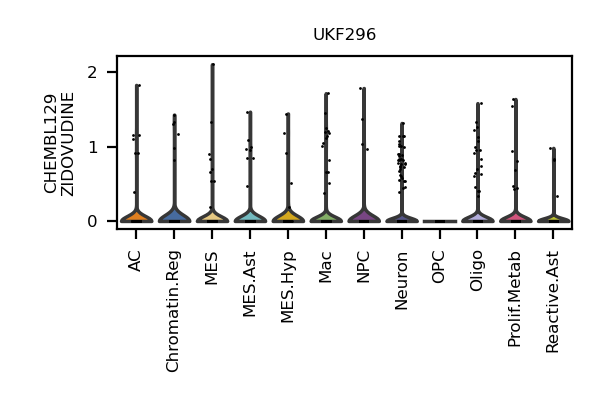 UKF296
CHEMBL129
ZIDOVUDINE
2
1
0
AC
Chromatin.Reg
MES
MES.Ast
MES.Hyp
Mac
NPC
Neuron
OPC
Oligo
Prolif.Metab
Reactive.Ast